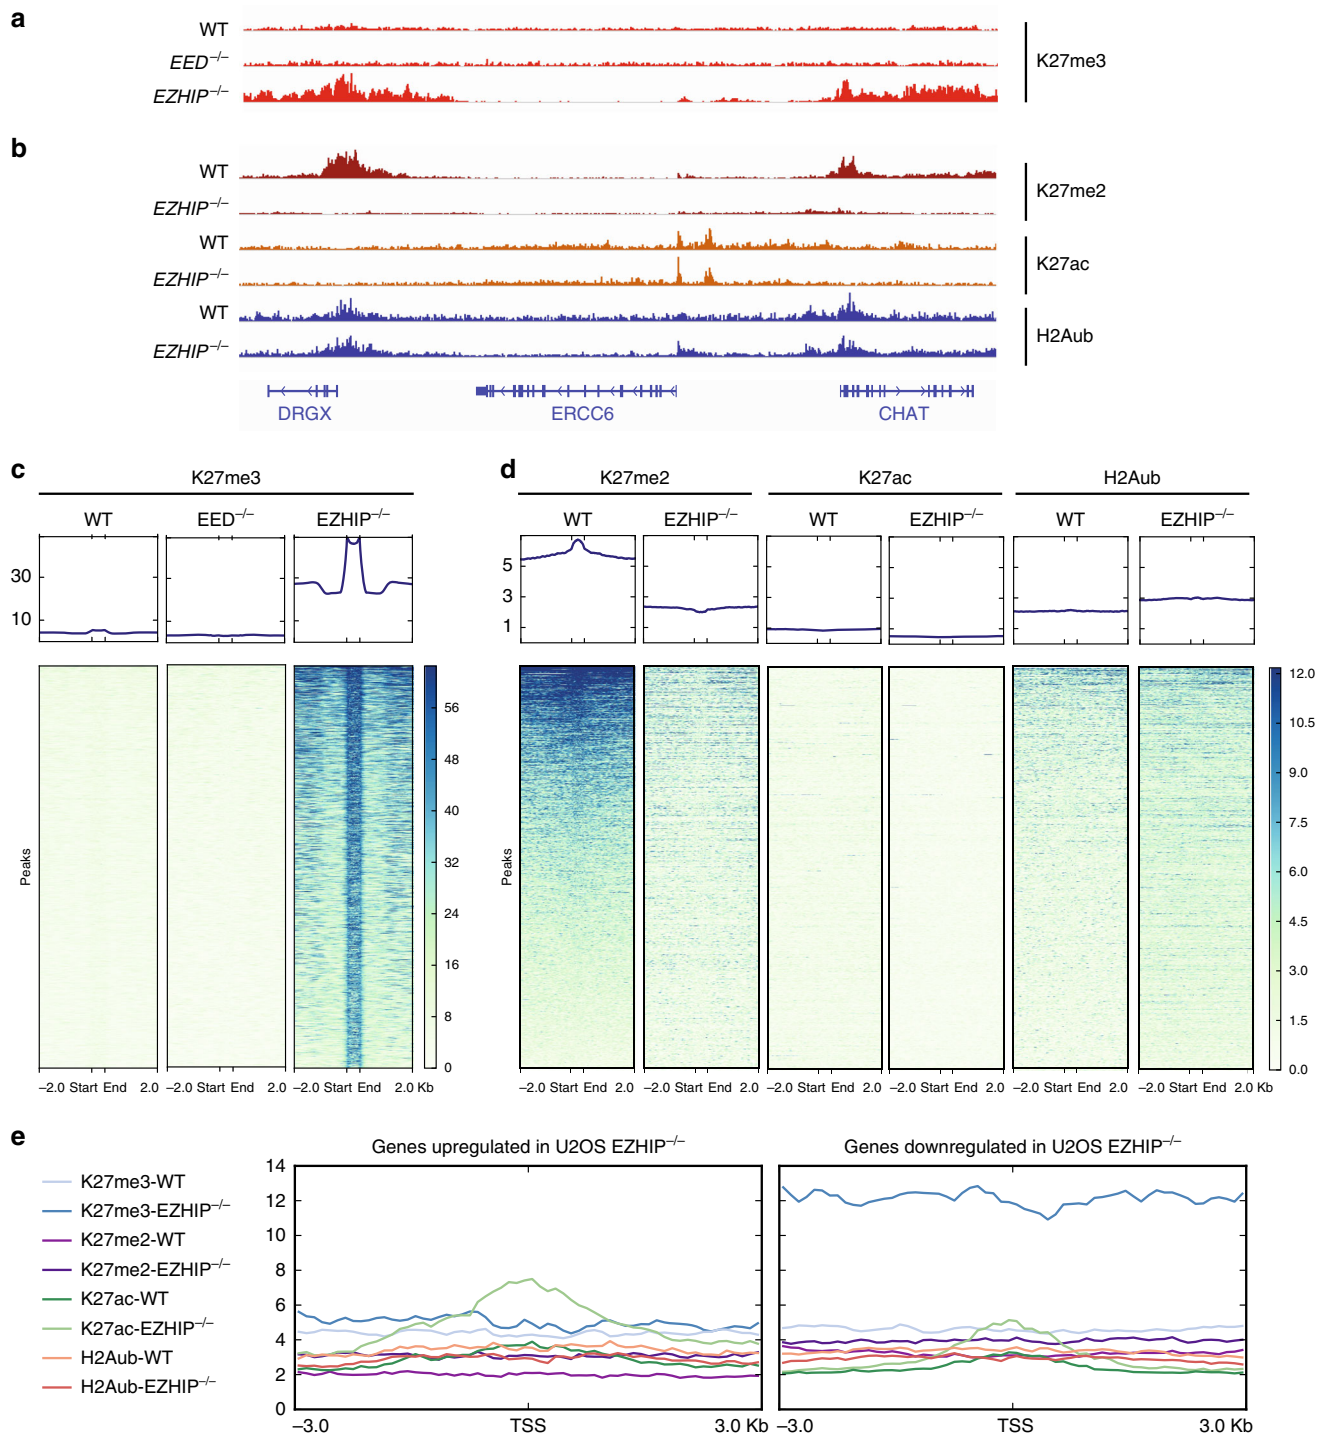 a
WT
EED–/–
EZHIP–/–
K27me3
b
WT
EZHIP–/–
K27me2
WT
EZHIP–/–
K27ac
WT
EZHIP–/–
H2Aub
DRGX
ERCC6
CHAT
c
K27me3
WT EED–/– EZHIP–/–
30
10
Peaks
56
48
40
32
24
16
8
0
–2.0 Start End 2.0 –2.0 Start End 2.0 –2.0 Start End 2.0 Kb
d
K27me2 K27ac H2Aub
WT EZHIP–/– WT EZHIP–/– WT EZHIP–/–
5
3
1
Peaks
12.0
10.5
9.0
7.5
6.0
4.5
3.0
1.5
0.0
–2.0 Start End 2.0 –2.0 Start End 2.0 –2.0 Start End 2.0 –2.0 Start End 2.0 –2.0 Start End 2.0 –2.0 Start End 2.0 Kb
e
K27me3-WT
K27me3-EZHIP–/–
K27me2-WT
K27me2-EZHIP–/–
K27ac-WT
K27ac-EZHIP–/–
H2Aub-WT
H2Aub-EZHIP–/–
Genes upregulated in U2OS EZHIP–/–
14
12
10
8
6
4
2
0
–3.0 TSS 3.0 Kb
Genes downregulated in U2OS EZHIP–/–
–3.0 TSS 3.0 Kb